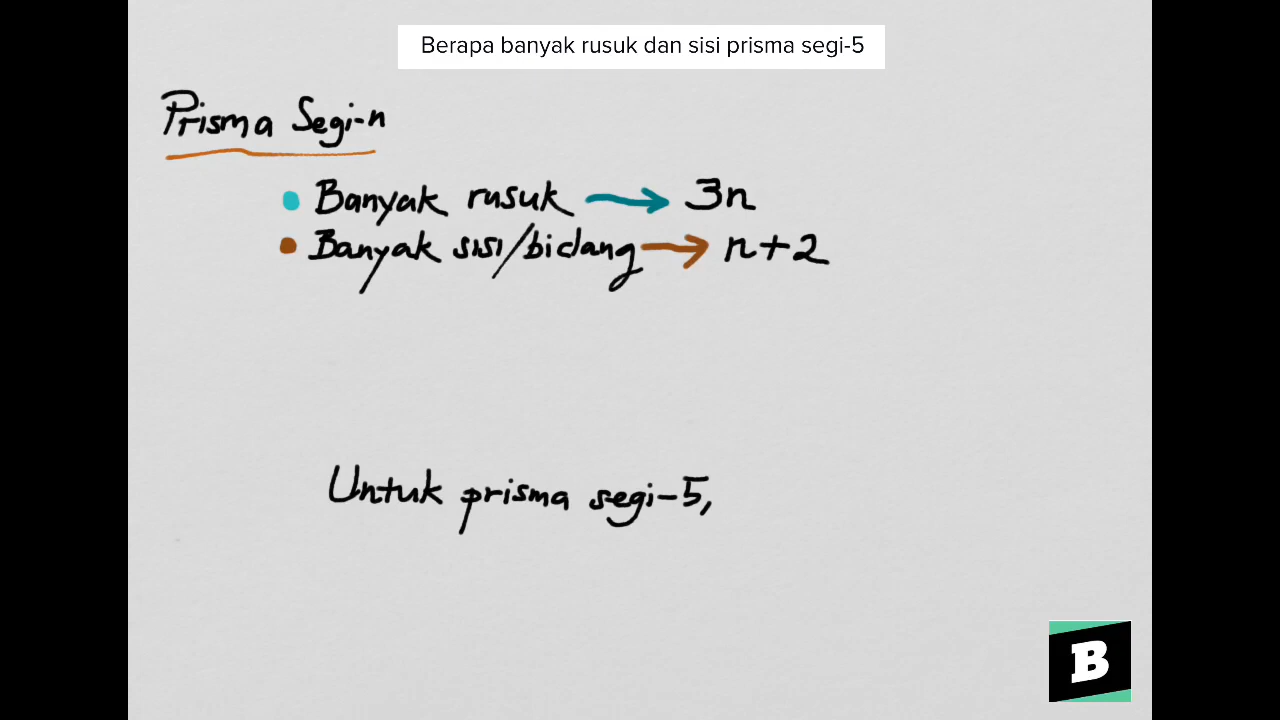 Berapa banyak rusuk dan sisi prisma segi-5
Prisma Segi-n
Banyak rusuk → 3n
Banyak sisi/bidang → n+2
Untuk prisma segi-5,
B